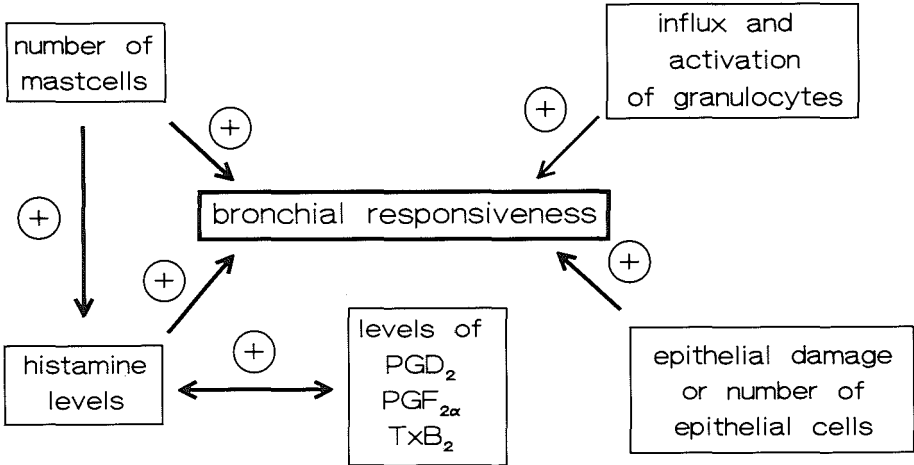 number of
mastcells
influx and
activation
of granulocytes
+
+
bronchial responsiveness
+
+
+
histamine
levels
+
levels of
PGD₂
PGF₂α
TxB₂
epithelial damage
or number of
epithelial cells